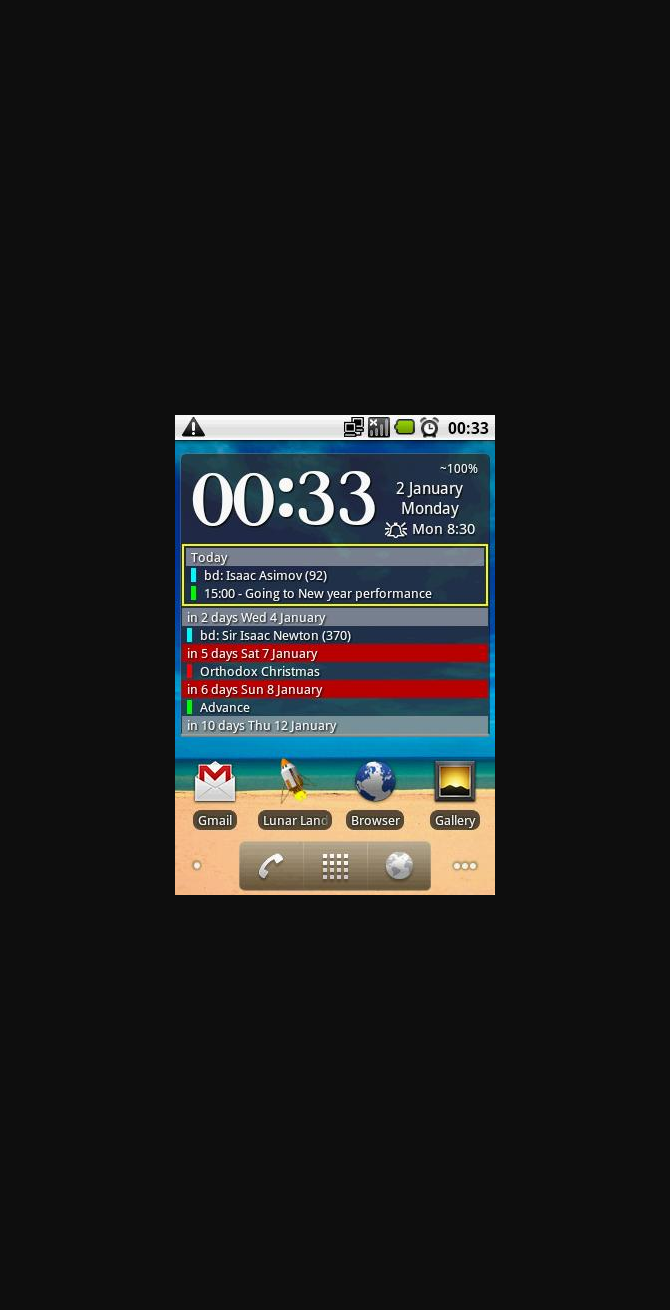 00:33
~100%
00:33
2 January
Monday
Mon 8:30
Today
bd: Isaac Asimov (92)
15:00 - Going to New year performance
in 2 days Wed 4 January
bd: Sir Isaac Newton (370)
in 5 days Sat 7 January
Orthodox Christmas
in 6 days Sun 8 January
Advance
in 10 days Thu 12 January
Gmail
Lunar Land
Browser
Gallery